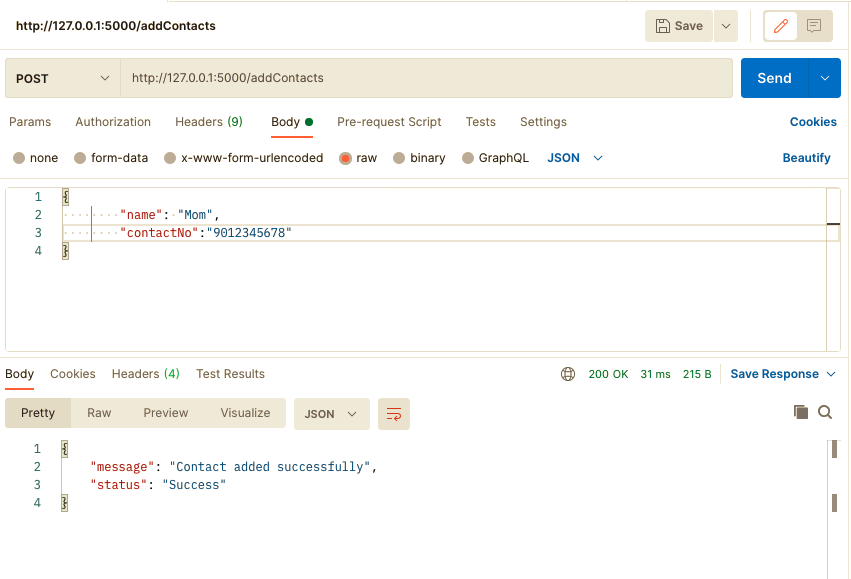 http://127.0.0.1:5000/addContacts Save
POST http://127.0.0.1:5000/addContacts Send
Params Authorization Headers (9) Body Pre-request Script Tests Settings Cookies
none form-data x-www-form-urlencoded raw binary GraphQL JSON Beautify
1 {
2 "name": "Mom",
3 "contactNo":"9012345678"
4 }
Body Cookies Headers (4) Test Results 200 OK 31 ms 215 B Save Response
Pretty Raw Preview Visualize JSON
1 {
2 "message": "Contact added successfully",
3 "status": "Success"
4 }